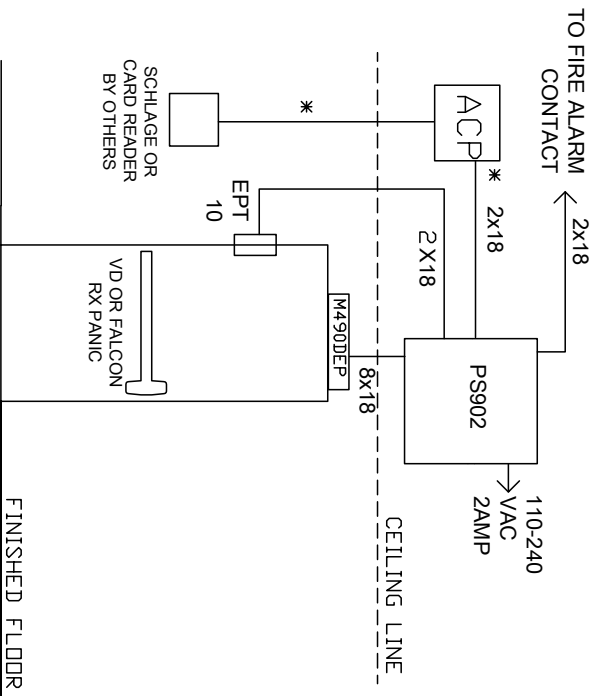 TO FIRE ALARM
CONTACT
2x18
ACP
*
2x18
PS902
110-240
VAC
2AMP
*
2X18
8x18
CEILING LINE
SCHLAGE OR
CARD READER
BY OTHERS
EPT
10
M490DEP
VD OR FALCON
RX PANIC
FINISHED FLOOR